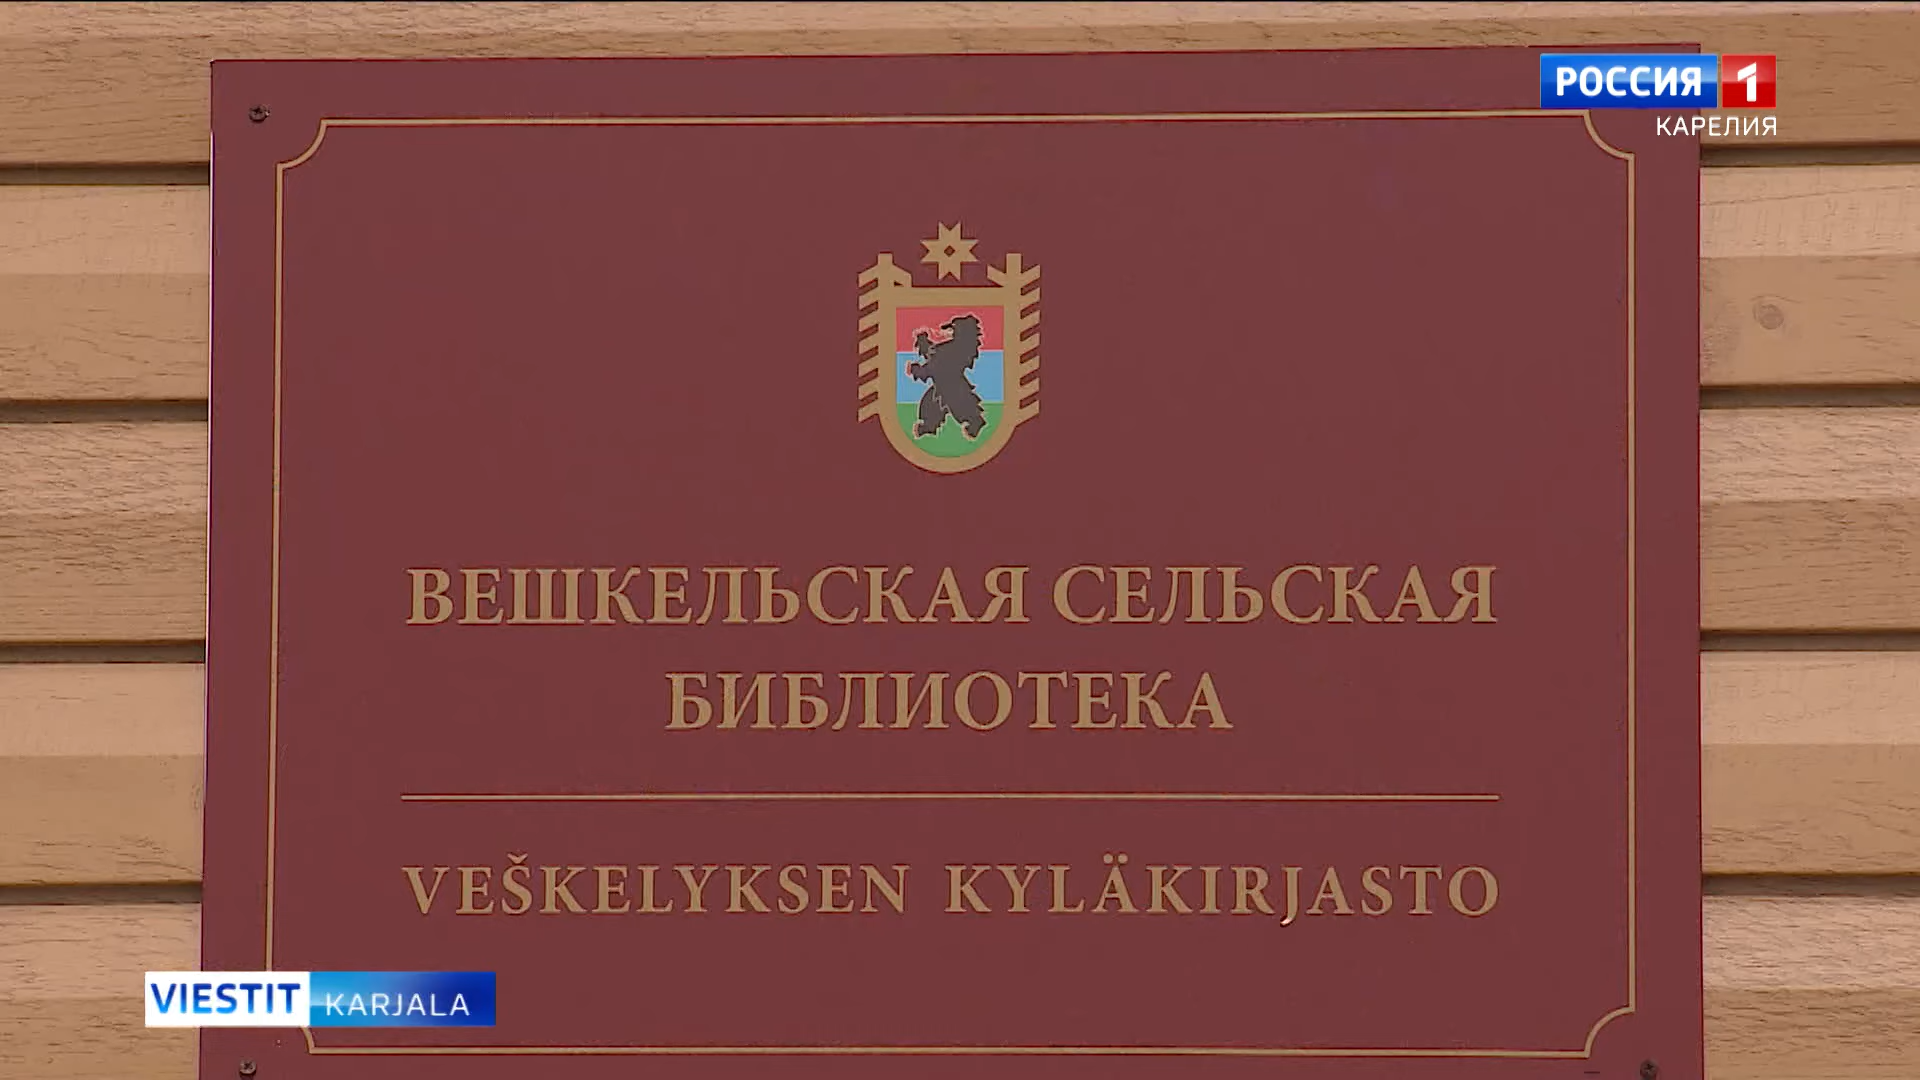 РОССИЯ 1
КАРЕЛИЯ
ВЕШКЕЛЬСКАЯ СЕЛЬСКАЯ
БИБЛИОТЕКА
VEŠKELYKSEN KYLÄKIRJASTO
VIESTIT KARJALA